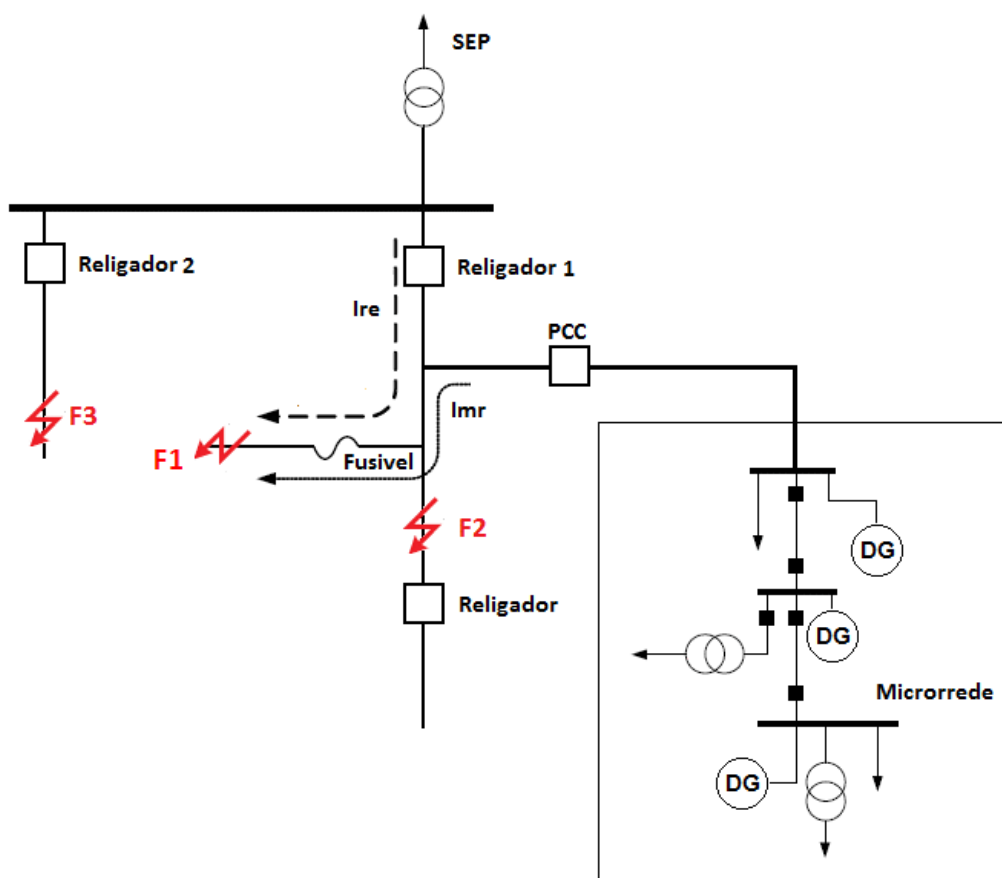 SEP
Religador 2
Religador 1
Ire
PCC
Imr
F3
F1
Fusivel
F2
DG
Religador
DG
Microrrede
DG